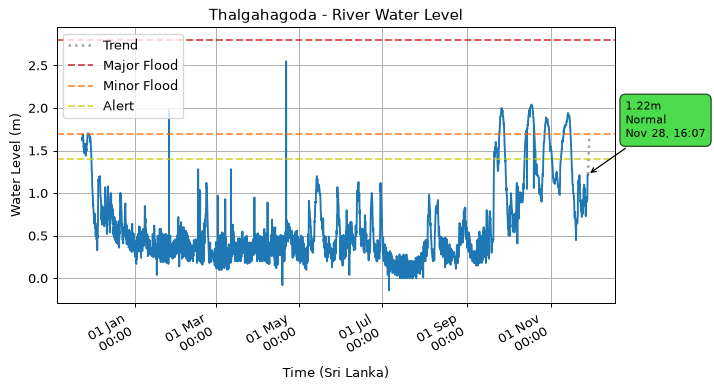 Thalgahagoda - River Water Level
Trend
Major Flood
Minor Flood
Alert
1.22m
Normal
Nov 28, 16:07
Water Level (m)
2.5
2.0
1.5
1.0
0.5
0.0
01 Jan
00:00
01 Mar
00:00
01 May
00:00
01 Jul
00:00
01 Sep
00:00
01 Nov
00:00
Time (Sri Lanka)